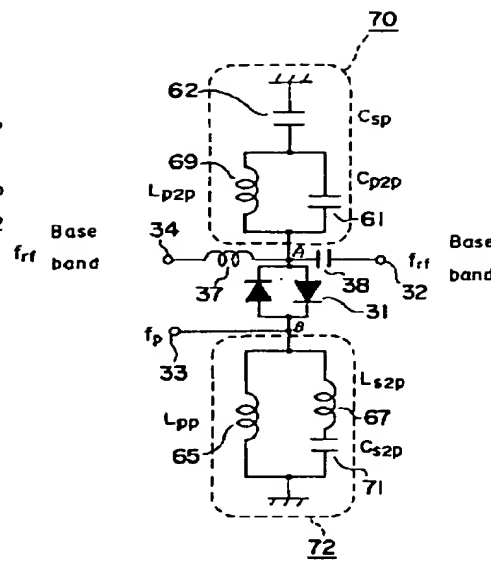 70
62
Csp
69
Lp2p
Cp2p
61
frf
Base
band
34
A
37
38
frf
32
Base
band
31
fp
33
B
Lpp
65
Ls2p
67
Cs2p
71
72